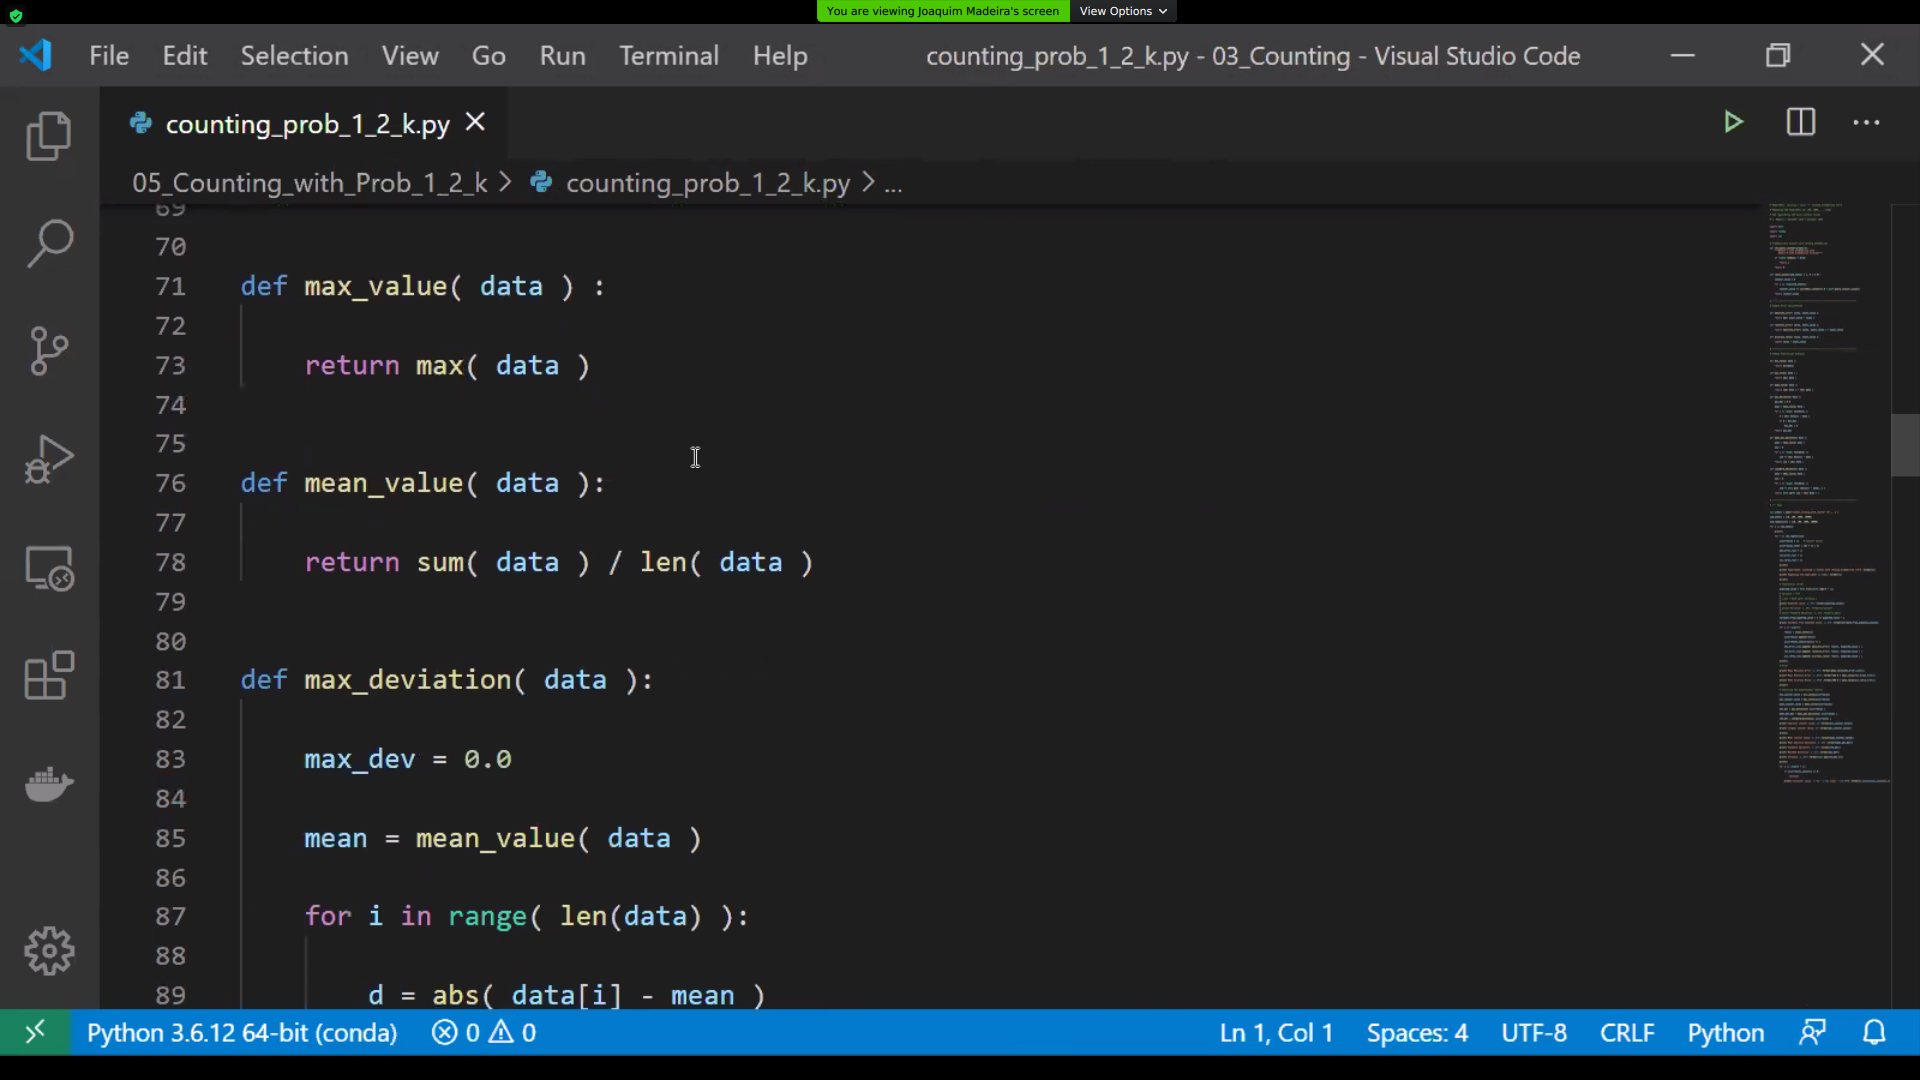 You are viewing Joaquim Madeira's screen View Options
File Edit Selection View Go Run Terminal Help counting_prob_1_2_k.py - 03_Counting - Visual Studio Code
counting_prob_1_2_k.py
05_Counting_with_Prob_1_2_k > counting_prob_1_2_k.py > ...
69
70
71 def max_value( data ) :
72
73 return max( data )
74
75
76 def mean_value( data ):
77
78 return sum( data ) / len( data )
79
80
81 def max_deviation( data ):
82
83 max_dev = 0.0
84
85 mean = mean_value( data )
86
87 for i in range( len(data) ):
88
89 d = abs( data[i] - mean )
Python 3.6.12 64-bit (conda) 0 0 Ln 1, Col 1 Spaces: 4 UTF-8 CRLF Python